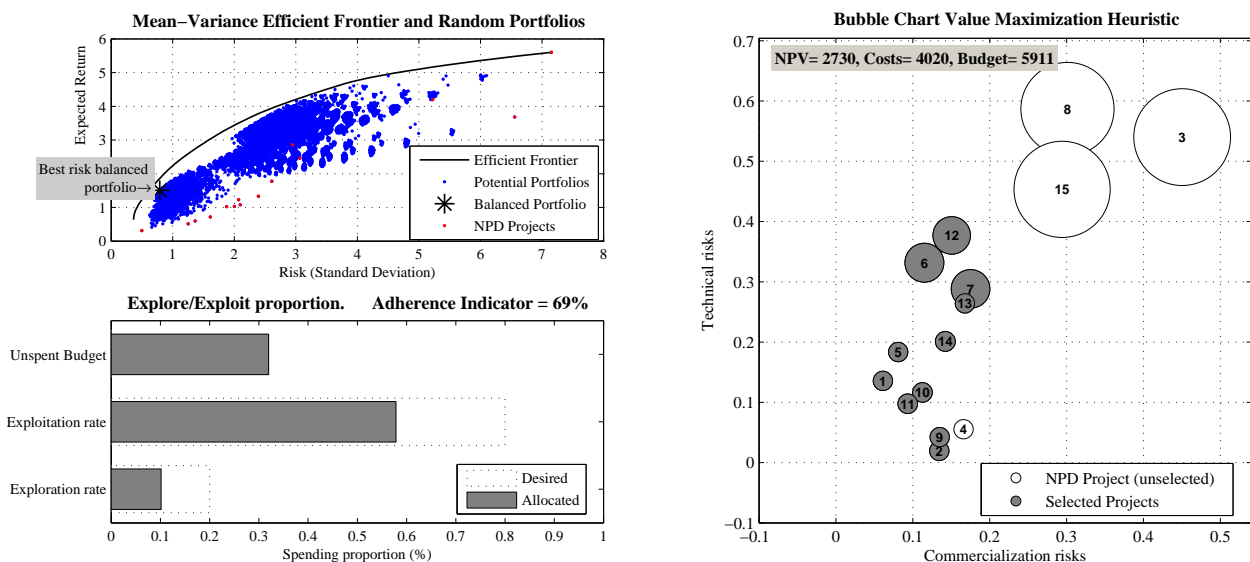 Mean−Variance Efficient Frontier and Random Portfolios
Expected Return
6
5
4
3
2
1
0
Best risk balanced
portfolio→
Efficient Frontier
Potential Portfolios
Balanced Portfolio
NPD Projects
0 1 2 3 4 5 6 7 8
Risk (Standard Deviation)
Explore/Exploit proportion. Adherence Indicator = 69%
Unspent Budget
Exploitation rate
Exploration rate
Desired
Allocated
0 0.1 0.2 0.3 0.4 0.5 0.6 0.7 0.8 0.9 1
Spending proportion (%)
Bubble Chart Value Maximization Heuristic
NPV= 2730, Costs= 4020, Budget= 5911
Technical risks
0.7
0.6
0.5
0.4
0.3
0.2
0.1
0
−0.1
8
3
15
12
6
7
13
14
5
1
10
11
4
9
2
NPD Project (unselected)
Selected Projects
−0.1 0 0.1 0.2 0.3 0.4 0.5
Commercialization risks